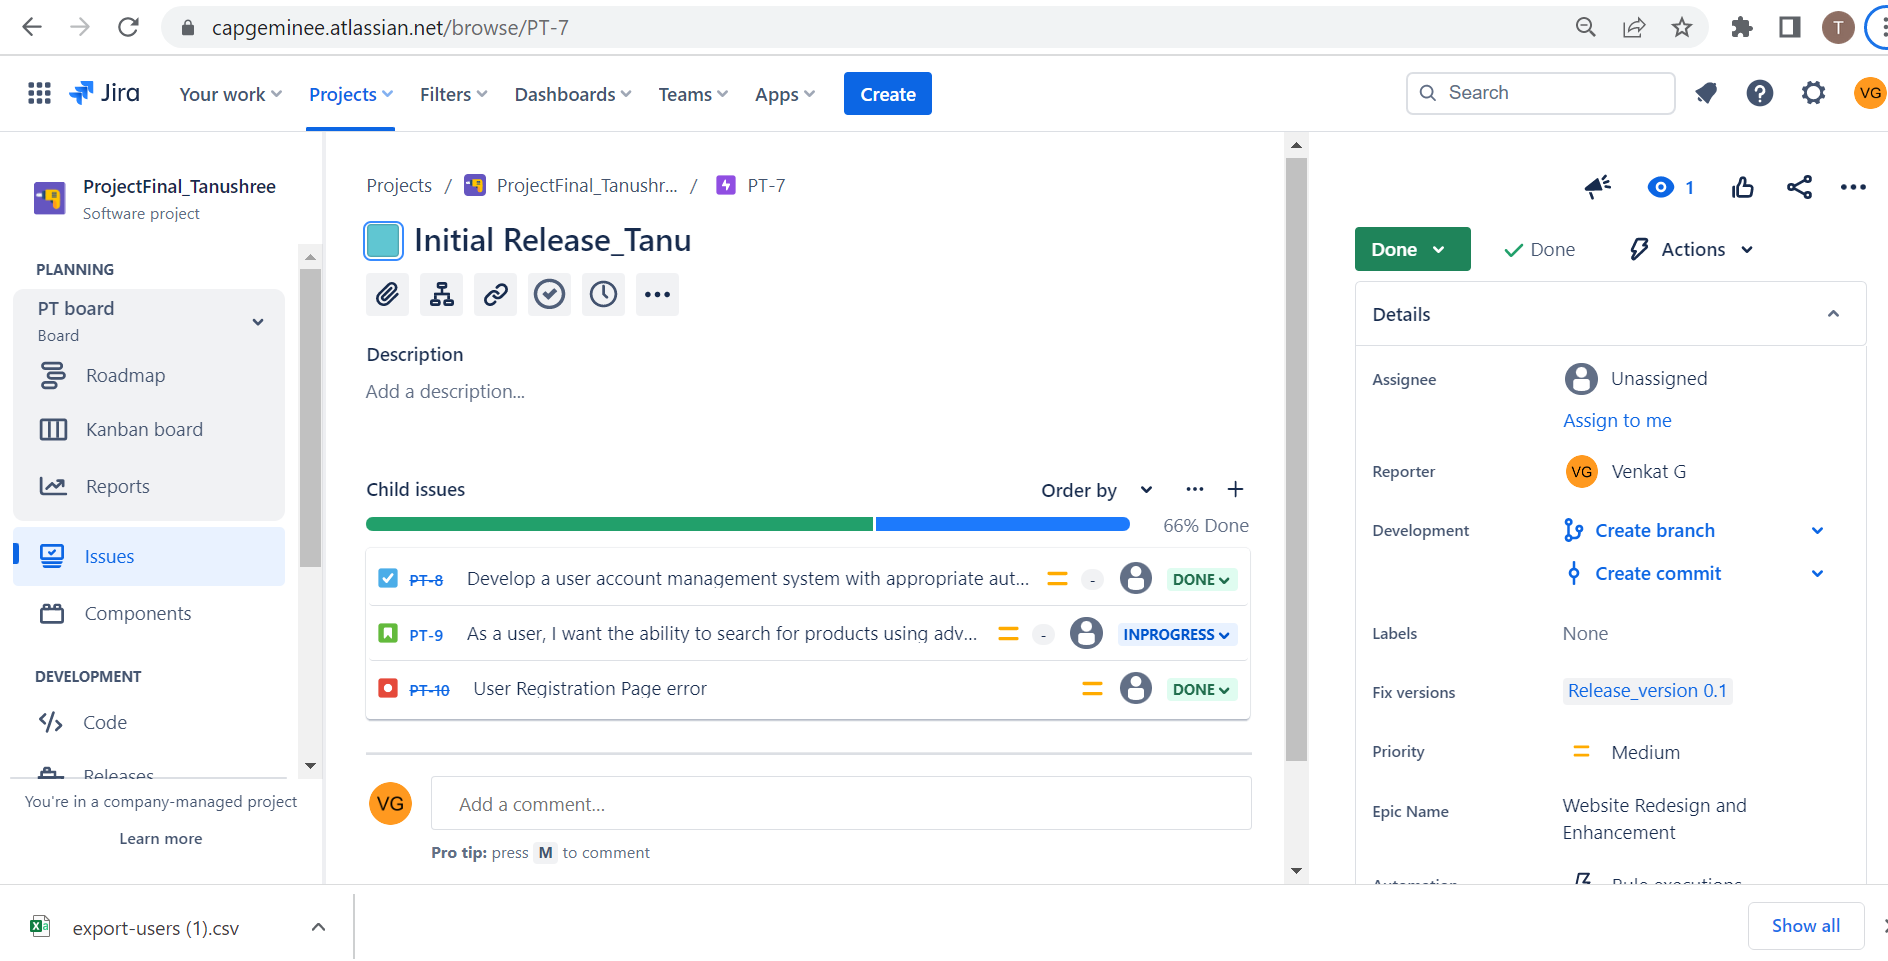 capgeminee.atlassian.net/browse/PT-7
T
Jira
Your work
Projects
Filters
Dashboards
Teams
Apps
Create
Search
VG
ProjectFinal_Tanushree
Software project
PLANNING
PT board
Board
Roadmap
Kanban board
Reports
Issues
Components
DEVELOPMENT
Code
Releases
You're in a company-managed project
Learn more
Projects / ProjectFinal_Tanushr... / PT-7
Initial Release_Tanu
Description
Add a description...
Child issues
Order by
66% Done
PT-8 Develop a user account management system with appropriate aut... - DONE
PT-9 As a user, I want the ability to search for products using adv... - INPROGRESS
PT-10 User Registration Page error DONE
VG
Add a comment...
Pro tip: press M to comment
1
Done
Done
Actions
Details
Assignee
Unassigned
Assign to me
Reporter
VG Venkat G
Development
Create branch
Create commit
Labels
None
Fix versions
Release_version 0.1
Priority
Medium
Epic Name
Website Redesign and
Enhancement
Automation
Rule executions
export-users (1).csv
Show all